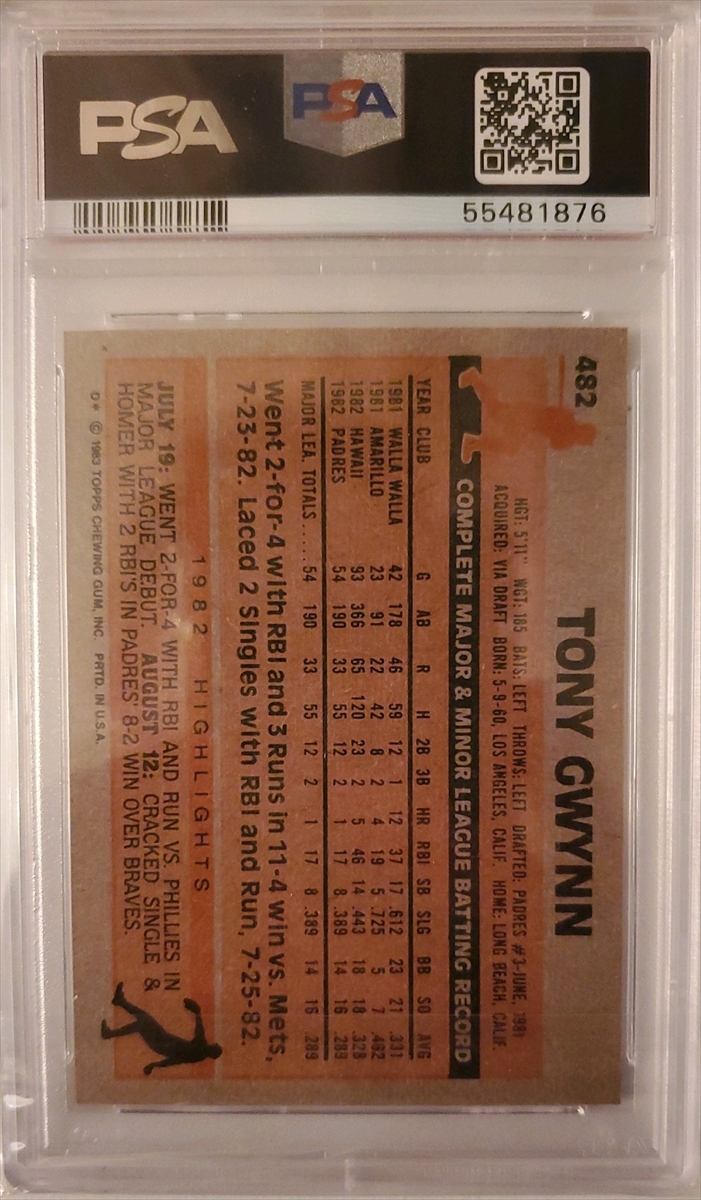 PSA
PSA
55481876
482
TONY GWYNN
HGT: 5'11" WGT: 185 BATS: LEFT THROWS: LEFT DRAFTED: PADRES #3-JUNE, 1981
ACQUIRED: VIA DRAFT BORN: 5-9-60, LOS ANGELES, CALIF. HOME: LONG BEACH, CALIF.
COMPLETE MAJOR & MINOR LEAGUE BATTING RECORD
YEAR CLUB G AB R H 2B 3B HR RBI SB SLG BB SO AVG
1981 WALLA WALLA 42 178 46 59 12 1 12 37 17 .612 23 21 .331
1981 AMARILLO 23 91 22 42 8 2 4 19 5 .725 5 7 .462
1982 HAWAII 93 366 65 120 23 2 5 46 14 .443 18 18 .328
1982 PADRES 54 190 33 55 12 2 1 17 8 .389 14 16 .289
MAJOR LEA. TOTALS ..... 54 190 33 55 12 2 1 17 8 .389 14 16 .289
Went 2-for-4 with RBI and 3 Runs in 11-4 win vs. Mets,
7-23-82. Laced 2 Singles with RBI and Run, 7-25-82.
1982 HIGHLIGHTS
JULY 19: WENT 2-FOR-4 WITH RBI AND RUN VS. PHILLIES IN
MAJOR LEAGUE DEBUT. AUGUST 12: CRACKED SINGLE &
HOMER WITH 2 RBI'S IN PADRES' 8-2 WIN OVER BRAVES.
D* © 1983 TOPPS CHEWING GUM, INC. PRTD. IN U.S.A.